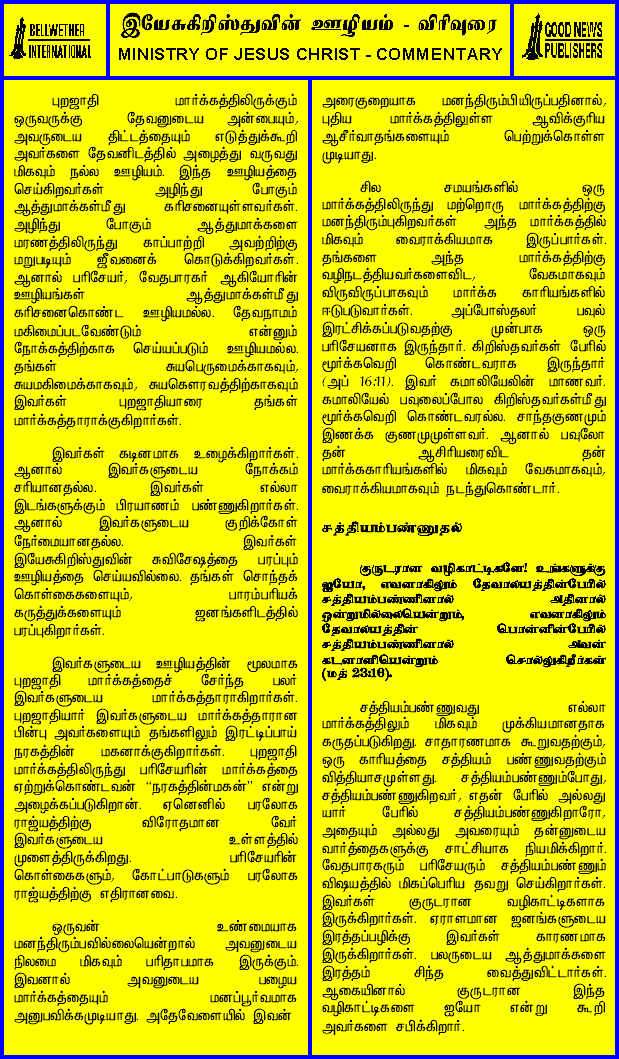 BELLWETHER
INTERNATIONAL
இயேசுகிறிஸ்துவின் ஊழியம் - விரிவுரை
MINISTRY OF JESUS CHRIST - COMMENTARY
GOOD NEWS
PUBLISHERS
புறஜாதி மார்க்கத்திலிருக்கும்
ஒருவருக்கு தேவனுடைய அன்பையும்,
அவருடைய திட்டத்தையும் எடுத்துக்கூறி
அவர்களை தேவனிடத்தில் அழைத்து வருவது
மிகவும் நல்ல ஊழியம். இந்த ஊழியத்தை
செய்கிறவர்கள் அழிந்து போகும்
ஆத்துமாக்கள்மீது கரிசனையுள்ளவர்கள்.
அழிந்து போகும் ஆத்துமாக்களை
மரணத்திலிருந்து காப்பாற்றி அவற்றிற்கு
மறுபடியும் ஜீவனைக் கொடுக்கிறவர்கள்.
ஆனால் பரிசேயர், வேதபாரகர் ஆகியோரின்
ஊழியங்கள் ஆத்துமாக்கள்மீது
கரிசனைகொண்ட ஊழியமல்ல. தேவநாமம்
மகிமைப்படவேண்டும் என்னும்
நோக்கத்திற்காக செய்யப்படும் ஊழியமல்ல.
தங்கள் சுயபெருமைக்காகவும்,
சுயமகிமைக்காகவும், சுயகௌரவத்திற்காகவும்
இவர்கள் புறஜாதியாரை தங்கள்
மார்க்கத்தாராக்குகிறார்கள்.
இவர்கள் கடினமாக உழைக்கிறார்கள்.
ஆனால் இவர்களுடைய நோக்கம்
சரியானதல்ல. இவர்கள் எல்லா
இடங்களுக்கும் பிரயாணம் பண்ணுகிறார்கள்.
ஆனால் இவர்களுடைய குறிக்கோள்
நேர்மையானதல்ல. இவர்கள்
இயேசுகிறிஸ்துவின் சுவிசேஷத்தை பரப்பும்
ஊழியத்தை செய்யவில்லை. தங்கள் சொந்தக்
கொள்கைகளையும், பாரம்பரியக்
கருத்துக்களையும் ஜனங்களிடத்தில்
பரப்புகிறார்கள்.
இவர்களுடைய ஊழியத்தின் மூலமாக
புறஜாதி மார்க்கத்தைச் சேர்ந்த பலர்
இவர்களுடைய மார்க்கத்தாராகிறார்கள்.
புறஜாதியார் இவர்களுடைய மார்க்கத்தாரான
பின்பு அவர்களையும் தங்களிலும் இரட்டிப்பாய்
நரகத்தின் மகனாக்குகிறார்கள். புறஜாதி
மார்க்கத்திலிருந்து பரிசேயரின் மார்க்கத்தை
ஏற்றுக்கொண்டவன் “நரகத்தின்மகன்” என்று
அழைக்கப்படுகிறான். ஏனெனில் பரலோக
ராஜ்யத்திற்கு விரோதமான வேர்
இவர்களுடைய உள்ளத்தில்
முளைத்திருக்கிறது. பரிசேயரின்
கொள்கைகளும், கோட்பாடுகளும் பரலோக
ராஜ்யத்திற்கு எதிரானவை.
ஒருவன் உண்மையாக
மனந்திரும்பவில்லையென்றால் அவனுடைய
நிலமை மிகவும் பரிதாபமாக இருக்கும்.
இவனால் அவனுடைய பழைய
மார்க்கத்தையும் மனப்பூர்வமாக
அனுபவிக்கமுடியாது. அதேவேளையில் இவன்
அரைகுறையாக மனந்திரும்பியிருப்பதினால்,
புதிய மார்க்கத்திலுள்ள ஆவிக்குரிய
ஆசீர்வாதங்களையும் பெற்றுக்கொள்ள
முடியாது.
சில சமயங்களில் ஒரு
மார்க்கத்திலிருந்து மற்றொரு மார்க்கத்திற்கு
மனந்திரும்புகிறவர்கள் அந்த மார்க்கத்தில்
மிகவும் வைராக்கியமாக இருப்பார்கள்.
தங்களை அந்த மார்க்கத்திற்கு
வழிநடத்தியவர்களைவிட, வேகமாகவும்
விருவிருப்பாகவும் மார்க்க காரியங்களில்
ஈடுபடுவார்கள். அப்போஸ்தலர் பவுல்
இரட்சிக்கப்படுவதற்கு முன்பாக ஒரு
பரிசேயனாக இருந்தார். கிறிஸ்தவர்கள் பேரில்
மூர்க்கவெறி கொண்டவராக இருந்தார்
(அப் 16:11). இவர் கமாலியேலின் மாணவர்.
கமாலியேல் பவுலைப்போல கிறிஸ்தவர்கள்மீது
மூர்க்கவெறி கொண்டவரல்ல. சாந்தகுணமும்
இணக்க குணமுமுள்ளவர். ஆனால் பவுலோ
தன் ஆசிரியரைவிட தன்
மார்க்ககாரியங்களில் மிகவும் வேகமாகவும்,
வைராக்கியமாகவும் நடந்துகொண்டார்.
சத்தியம்பண்ணுதல்
குருடரான வழிகாட்டிகளே! உங்களுக்கு
ஐயோ, எவனாகிலும் தேவாலயத்தின்பேரில்
சத்தியம்பண்ணினால் அதினால்
ஒன்றுமில்லையென்றும், எவனாகிலும்
தேவாலயத்தின் பொன்னின்பேரில்
சத்தியம்பண்ணினால் அவன்
கடனாளியென்றும் சொல்லுகிறீர்கள்
(மத் 23:16).
சத்தியம்பண்ணுவது எல்லா
மார்க்கத்திலும் மிகவும் முக்கியமானதாக
கருதப்படுகிறது. சாதாரணமாக கூறுவதற்கும்,
ஒரு காரியத்தை சத்தியம் பண்ணுவதற்கும்
வித்தியாசமுள்ளது. சத்தியம்பண்ணும்போது,
சத்தியம்பண்ணுகிறவர், எதன் பேரில் அல்லது
யார் பேரில் சத்தியம்பண்ணுகிறாரோ,
அதையும் அல்லது அவரையும் தன்னுடைய
வார்த்தைகளுக்கு சாட்சியாக நியமிக்கிறார்.
வேதபாரகரும் பரிசேயரும் சத்தியம்பண்ணும்
விஷயத்தில் மிகப்பெரிய தவறு செய்கிறார்கள்.
இவர்கள் குருடரான வழிகாட்டிகளாக
இருக்கிறார்கள். ஏராளமான ஜனங்களுடைய
இரத்தப்பழிக்கு இவர்கள் காரணமாக
இருக்கிறார்கள். பலருடைய ஆத்துமாக்களை
இரத்தம் சிந்த வைத்துவிட்டார்கள்.
ஆகையினால் குருடரான இந்த
வழிகாட்டிகளை ஐயோ என்று கூறி
அவர்களை சபிக்கிறார்.